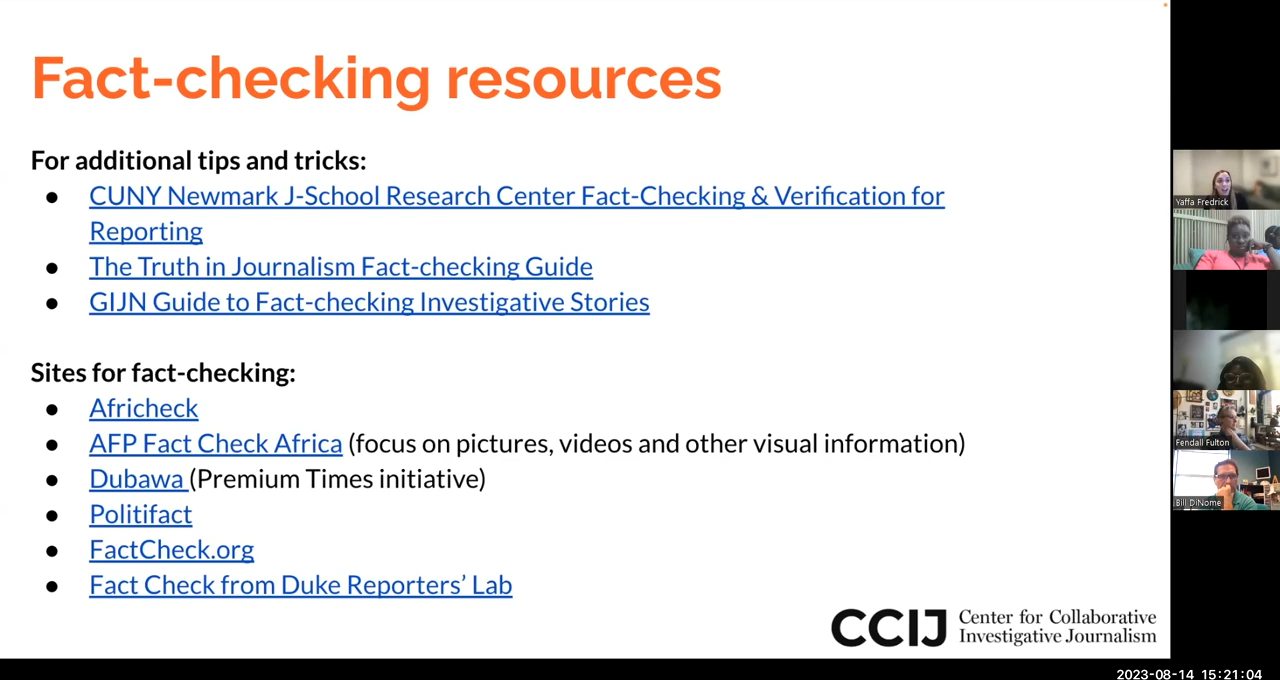 Fact-checking resources
For additional tips and tricks:
● CUNY Newmark J-School Research Center Fact-Checking & Verification for
Reporting
● The Truth in Journalism Fact-checking Guide
● GIJN Guide to Fact-checking Investigative Stories
Sites for fact-checking:
● Africheck
● AFP Fact Check Africa (focus on pictures, videos and other visual information)
● Dubawa (Premium Times initiative)
● Politifact
● FactCheck.org
● Fact Check from Duke Reporters’ Lab
CCIJ Center for Collaborative
Investigative Journalism
Yaffa Fredrick
Fendall Fulton
Bill DiNome
2023-08-14 15:21:04